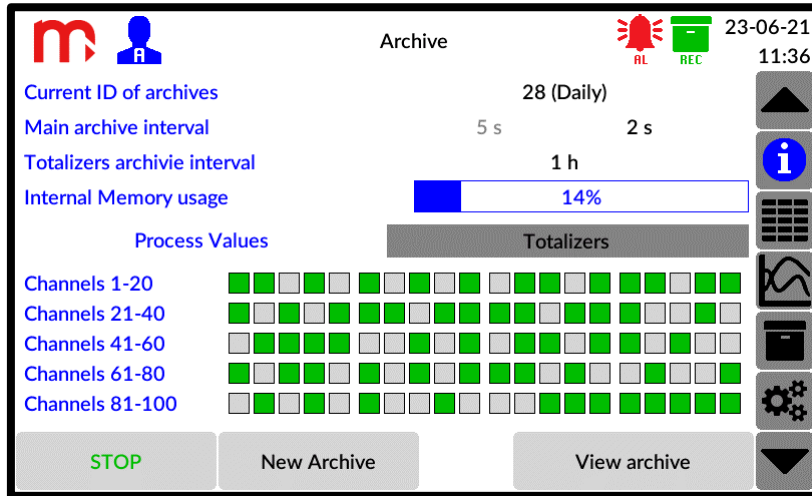 A
Archive
AL
REC
23-06-21
11:36
Current ID of archives 28 (Daily)
Main archive interval 5 s 2 s
Totalizers archivie interval 1 h
Internal Memory usage 14%
Process Values Totalizers
Channels 1-20
Channels 21-40
Channels 41-60
Channels 61-80
Channels 81-100
STOP New Archive View archive